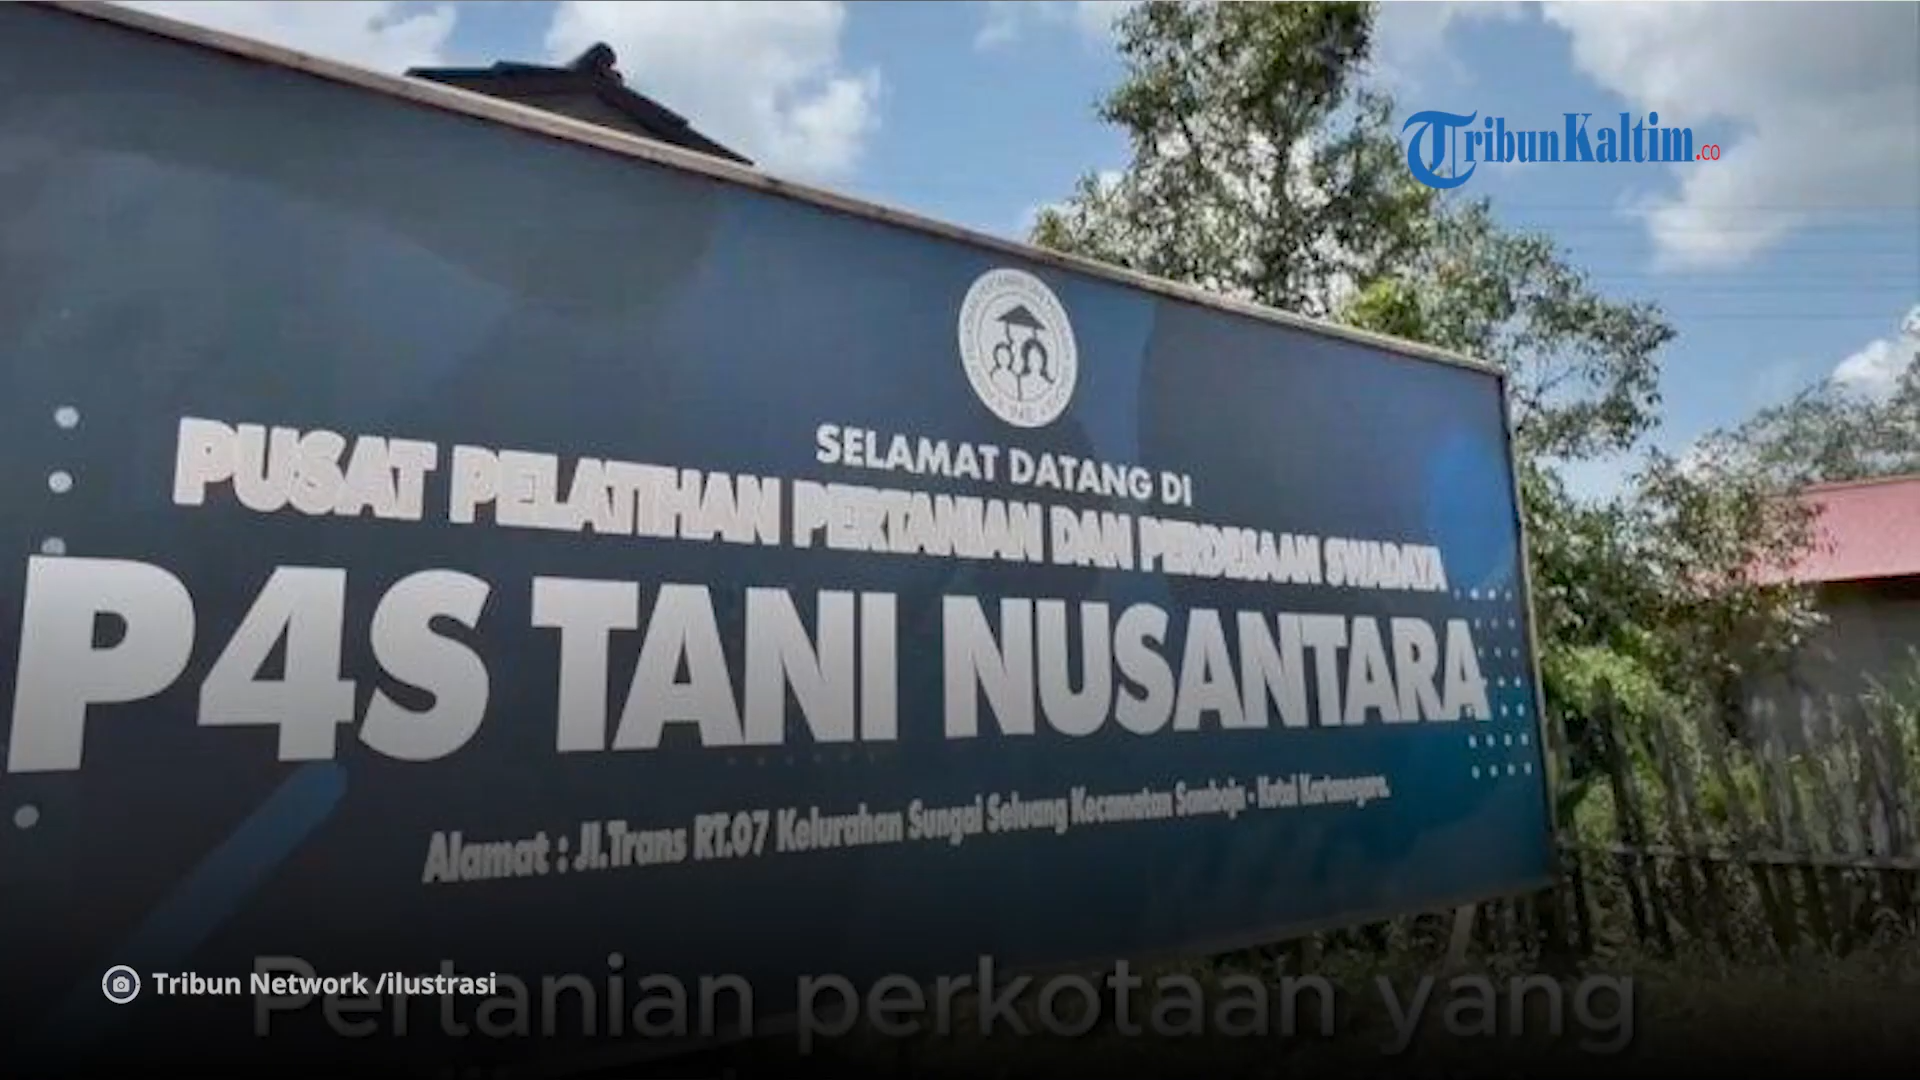 TribunKaltim.co
SELAMAT DATANG DI
PUSAT PELATIHAN PERTANIAN DAN PERDESAAN SWADAYA
P4S TANI NUSANTARA
Alamat : Jl.Trans RT.07 Kelurahan Sungai Seluang Kecamatan Samboja - Kutai Kartanegara.
Tribun Network /ilustrasi
Pertanian perkotaan yang